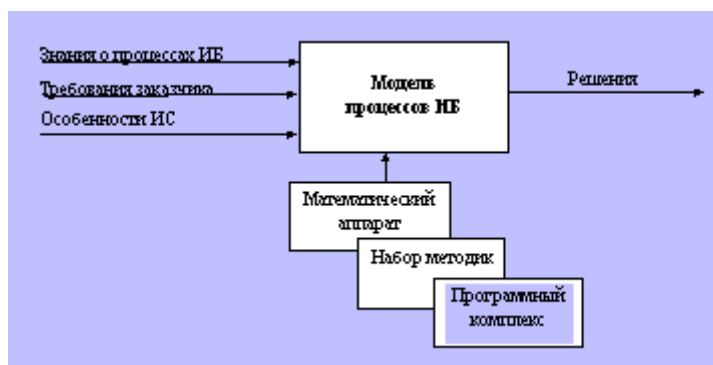 Знания о процессах ИБ
Требования заказчика
Особенности ИС
Модель
процессов ИБ
Решения
Математический
аппарат
Набор методик
Программный
комплекс